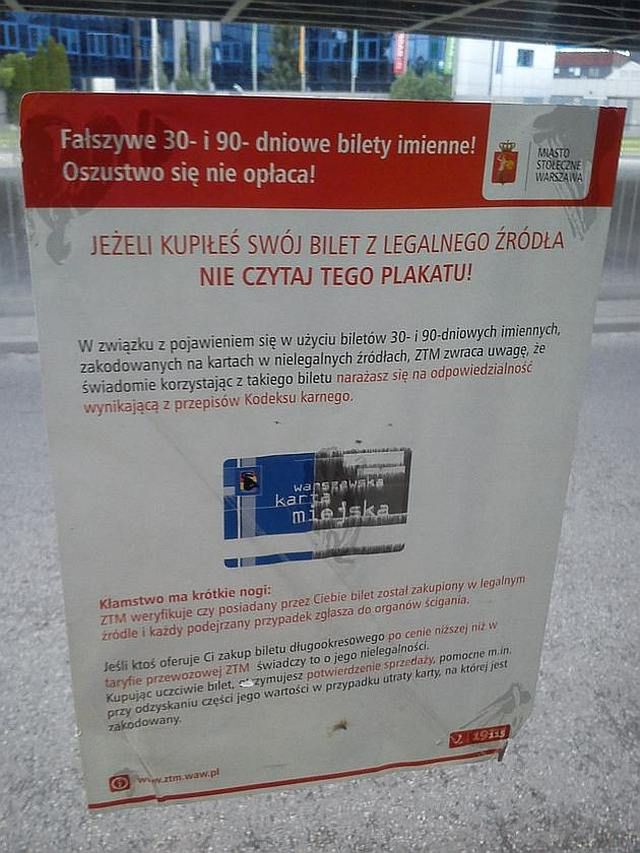 Fałszywe 30- i 90- dniowe bilety imienne!
Oszustwo się nie opłaca!
MIASTO
STOŁECZNE
WARSZAWA
JEŻELI KUPIŁEŚ SWÓJ BILET Z LEGALNEGO ŹRÓDŁA
NIE CZYTAJ TEGO PLAKATU!
W związku z pojawieniem się w użyciu biletów 30- i 90-dniowych imiennych,
zakodowanych na kartach w nielegalnych źródłach, ZTM zwraca uwagę, że
świadomie korzystając z takiego biletu narażasz się na odpowiedzialność
wynikającą z przepisów Kodeksu karnego.
warszawska
karta
miejska
Kłamstwo ma krótkie nogi:
ZTM weryfikuje czy posiadany przez Ciebie bilet został zakupiony w legalnym
źródle i każdy podejrzany przypadek zgłasza do organów ścigania.
Jeśli ktoś oferuje Ci zakup biletu długookresowego po cenie niższej niż w
taryfie przewozowej ZTM świadczy to o jego nielegalności.
Kupując uczciwie bilet, otrzymujesz potwierdzenie sprzedaży, pomocne m.in.
przy odzyskaniu części jego wartości w przypadku utraty karty, na której jest
zakodowany.
19115
www.ztm.waw.pl